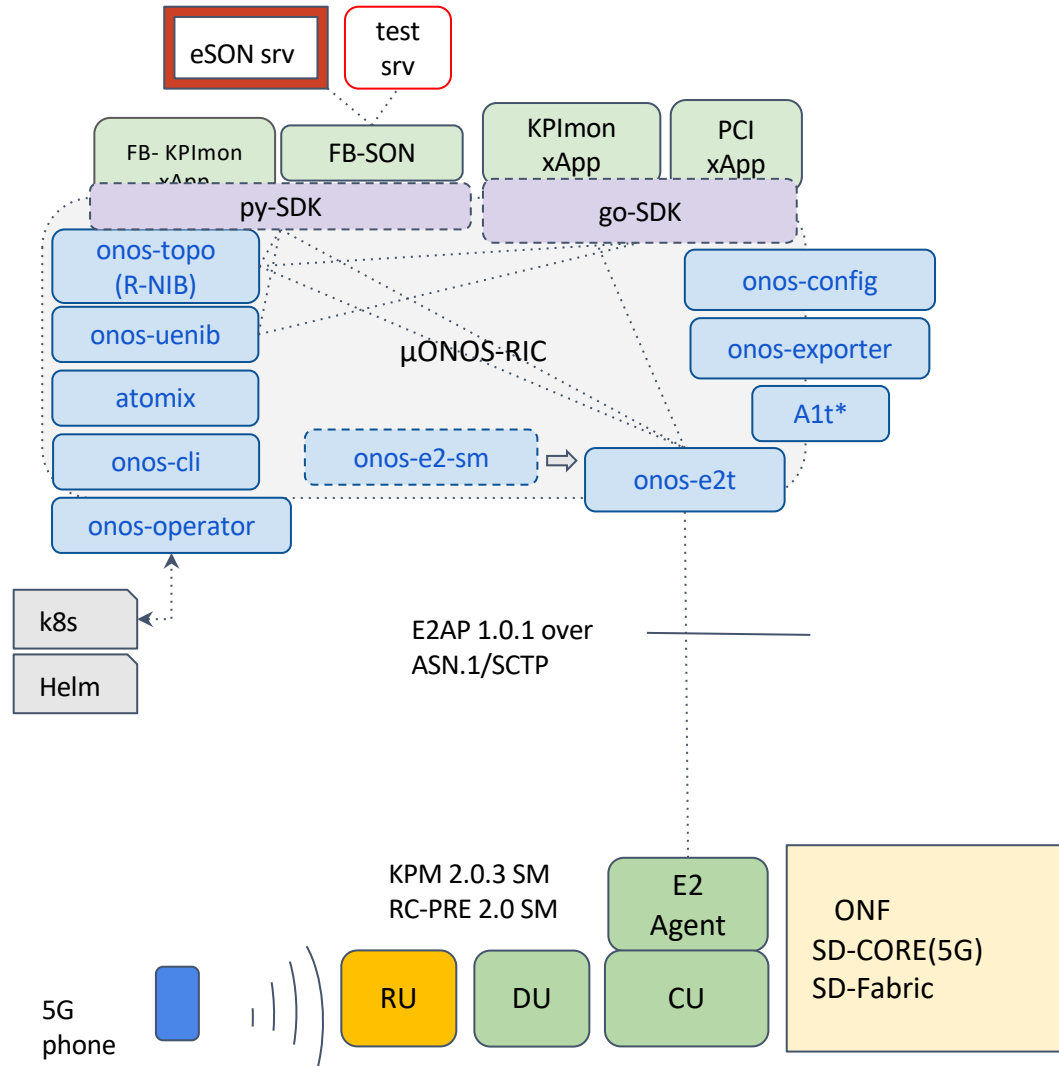 eSON srv
test
srv
FB- KPImon
xApp
FB-SON
KPImon
xApp
PCI
xApp
py-SDK
go-SDK
onos-topo
(R-NIB)
onos-uenib
atomix
onos-cli
onos-operator
µONOS-RIC
onos-config
onos-exporter
A1t*
onos-e2-sm
onos-e2t
k8s
Helm
E2AP 1.0.1 over
ASN.1/SCTP
KPM 2.0.3 SM
RC-PRE 2.0 SM
E2
Agent
ONF
SD-CORE(5G)
SD-Fabric
5G
phone
RU
DU
CU